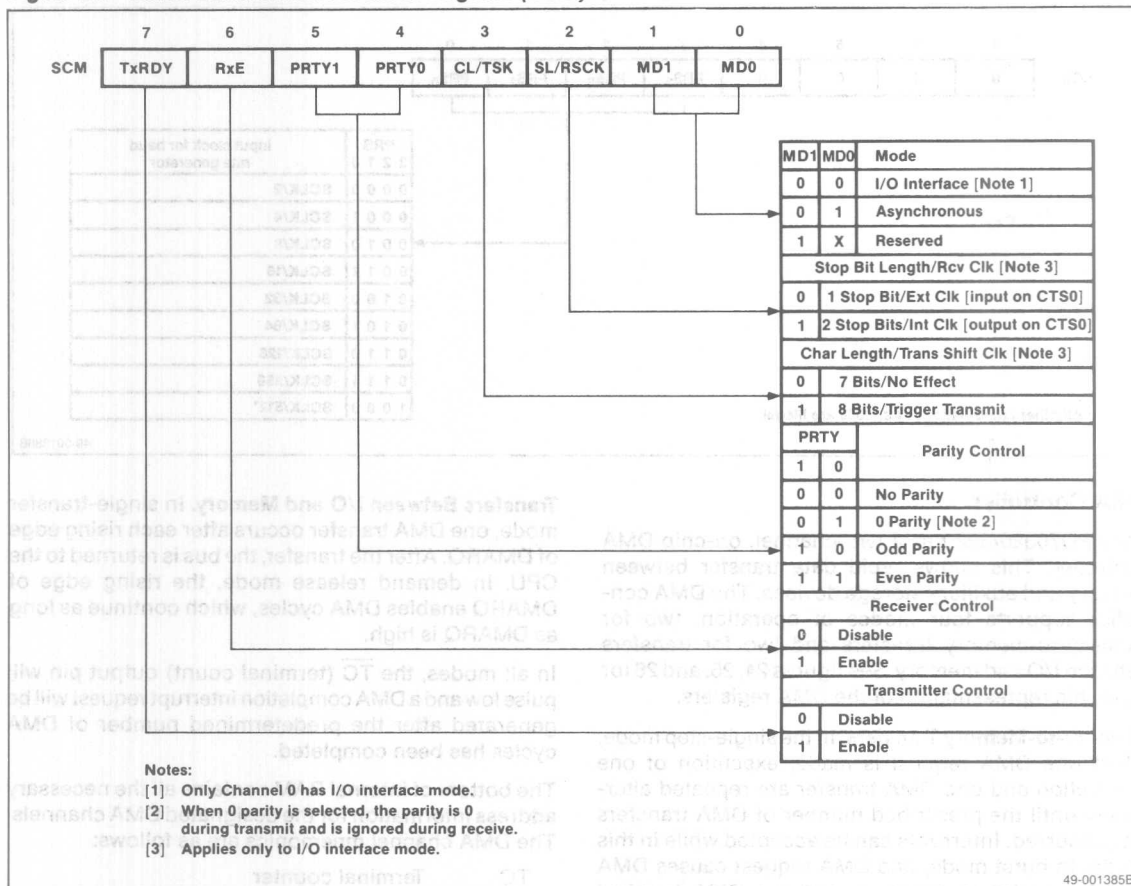 7 6 5 4 3 2 1 0
SCM TxRDY RxE PRTY1 PRTY0 CLTSK SL/RSCK MD1 MD0
MD1 MD0 Mode
0 0 I/O Interface [Note 1]
0 1 Asynchronous
1 X Reserved
Stop Bit Length/Rcv Clk [Note 3]
0 1 Stop Bit/Ext Clk [input on CTS0]
1 2 Stop Bits/Int Clk [output on CTS0]
Char Length/Trans Shift Clk [Note 3]
0 7 Bits/No Effect
1 8 Bits/Trigger Transmit
PRTY Parity Control
1 0
0 0 No Parity
0 1 0 Parity [Note 2]
1 0 Odd Parity
1 1 Even Parity
Receiver Control
0 Disable
1 Enable
Transmitter Control
0 Disable
1 Enable
Notes:
[1] Only Channel 0 has I/O interface mode.
[2] When 0 parity is selected, the parity is 0
during transmit and is ignored during receive.
[3] Applies only to I/O interface mode.
Transfers Between I/O and Memory. In single-transfer
mode, one DMA transfer occurs after each rising edge
of DMARQ. After the transfer, the bus is returned to the
CPU. In demand release mode, the rising edge of
DMARQ enables DMA cycles, which continue as long
as DMARQ is high.
In all modes, the TC (terminal count) output pin will
pulse low and a DMA completion interrupt request will be
generated after the predetermined number of DMA
cycles has been completed.
TC Terminal counter
49-001385B